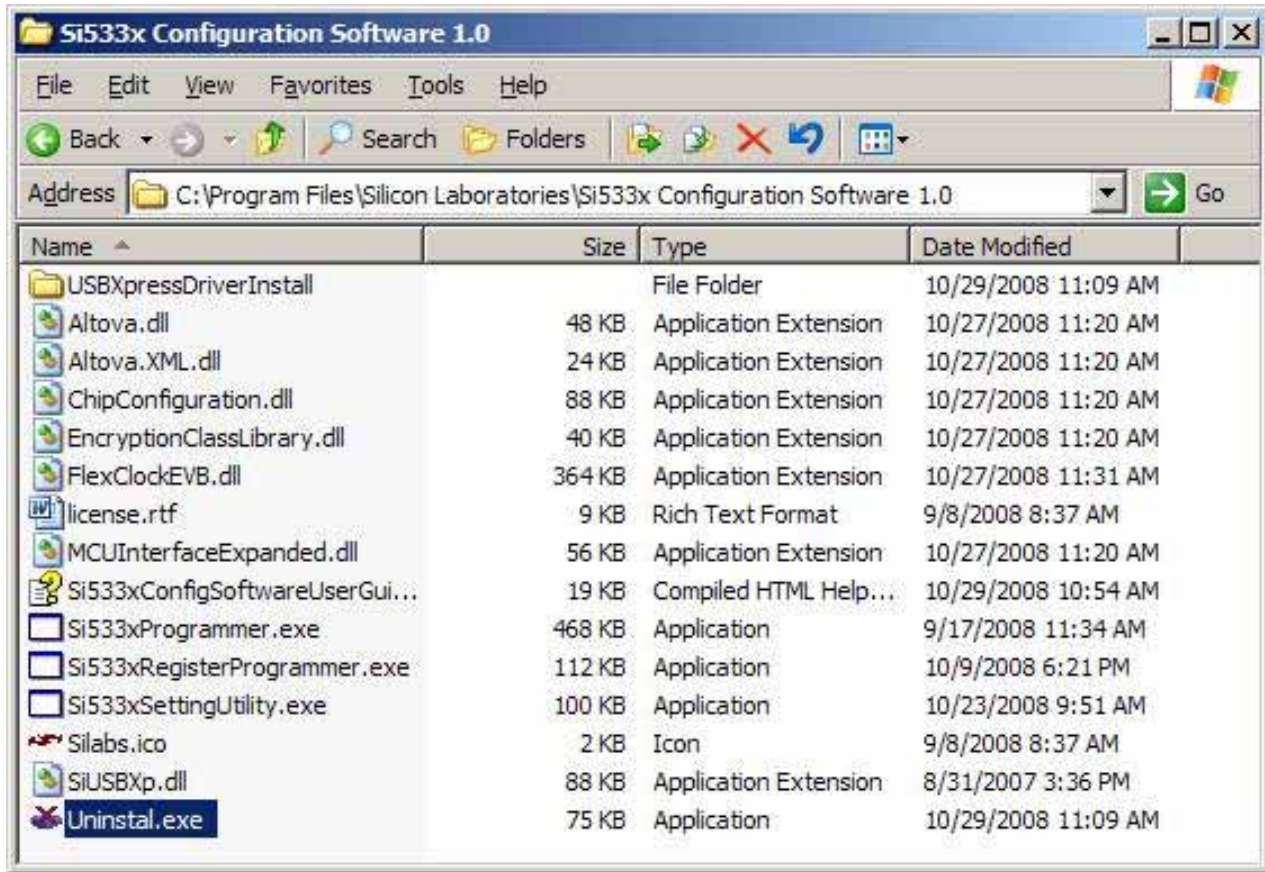 Si533x Configuration Software 1.0
File Edit View Favorites Tools Help
Back Search Folders
Address C:\Program Files\Silicon Laboratories\Si533x Configuration Software 1.0 Go
Name Size Type Date Modified
USBXpressDriverInstall File Folder 10/29/2008 11:09 AM
Altova.dll 48 KB Application Extension 10/27/2008 11:20 AM
Altova.XML.dll 24 KB Application Extension 10/27/2008 11:20 AM
ChipConfiguration.dll 88 KB Application Extension 10/27/2008 11:20 AM
EncryptionClassLibrary.dll 40 KB Application Extension 10/27/2008 11:20 AM
FlexClockEVB.dll 364 KB Application Extension 10/27/2008 11:31 AM
license.rtf 9 KB Rich Text Format 9/8/2008 8:37 AM
MCUInterfaceExpanded.dll 56 KB Application Extension 10/27/2008 11:20 AM
Si533xConfigSoftwareUserGui... 19 KB Compiled HTML Help... 10/29/2008 10:54 AM
Si533xProgrammer.exe 468 KB Application 9/17/2008 11:34 AM
Si533xRegisterProgrammer.exe 112 KB Application 10/9/2008 6:21 PM
Si533xSettingUtility.exe 100 KB Application 10/23/2008 9:51 AM
Silabs.ico 2 KB Icon 9/8/2008 8:37 AM
SiUSBXp.dll 88 KB Application Extension 8/31/2007 3:36 PM
Uninstal.exe 75 KB Application 10/29/2008 11:09 AM